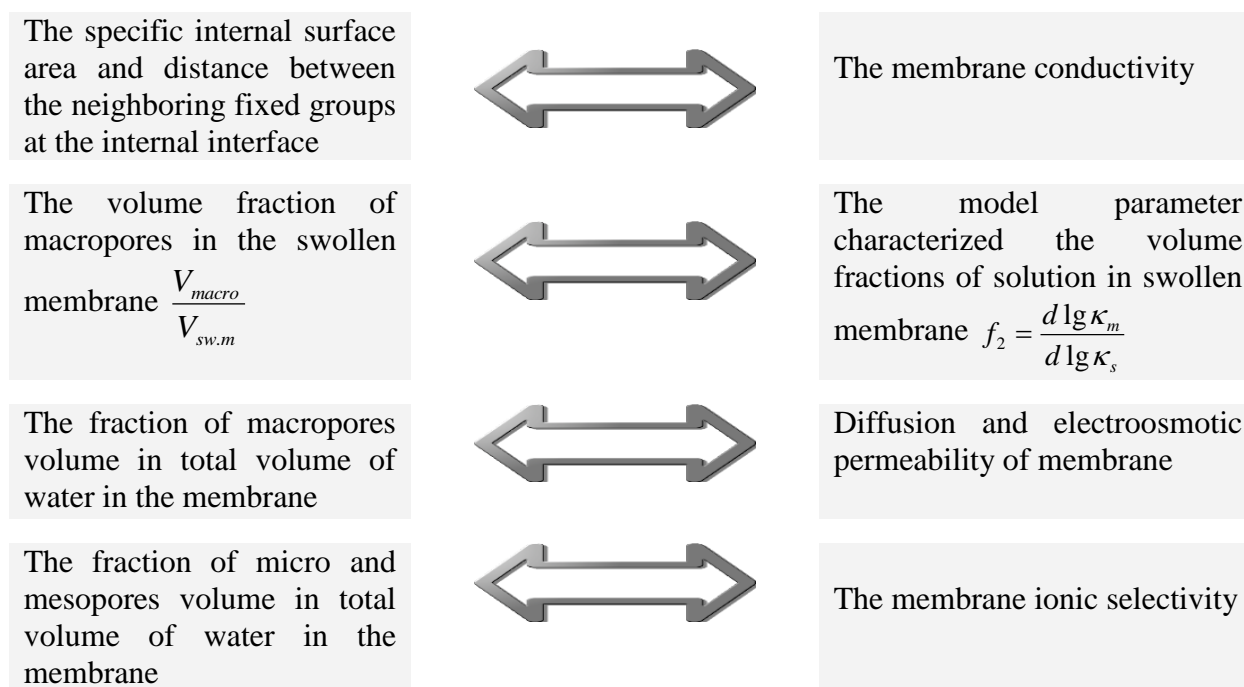 The specific internal surface
area and distance between
the neighboring fixed groups
at the internal interface
The membrane conductivity
The volume fraction of
macropores in the swollen
membrane V_macro / V_sw.m
The model parameter
characterized the volume
fractions of solution in swollen
membrane f_2 = d lg κ_m / d lg κ_s
The fraction of macropores
volume in total volume of
water in the membrane
Diffusion and electroosmotic
permeability of membrane
The fraction of micro and
mesopores volume in total
volume of water in the
membrane
The membrane ionic selectivity